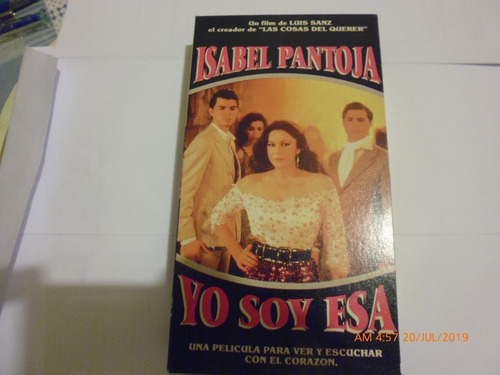 Un film de LUIS SANZ
el creador de "LAS COSAS DEL QUERER"
ISABEL PANTOJA
YO SOY ESA
AM 4:57 20/JUL/2019
UNA PELICULA PARA VER Y ESCUCHAR
CON EL CORAZON.